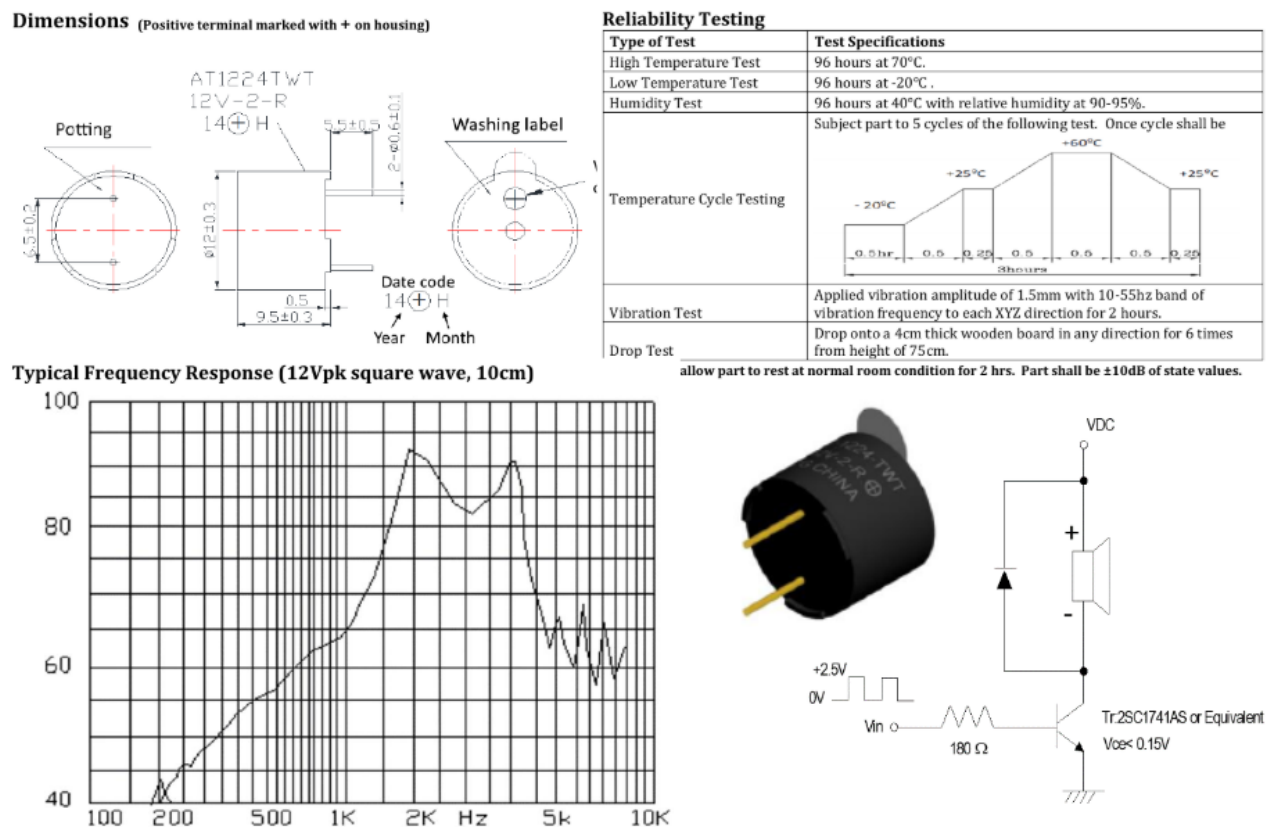 Dimensions (Positive terminal marked with + on housing)
AT1224TWT
12V-2-R
14 H
Potting
5.5±0.5
2-ø0.6±0.1
Washing label
6.5±0.2
ø12±0.3
0.5
9.5±0.3
Date code
14 H
Year Month
Reliability Testing
Type of Test Test Specifications
High Temperature Test 96 hours at 70°C.
Low Temperature Test 96 hours at -20°C .
Humidity Test 96 hours at 40°C with relative humidity at 90-95%.
Temperature Cycle Testing Subject part to 5 cycles of the following test. Once cycle shall be
+60°C
+25°C +25°C
- 20°C
0.5hr 0.5 0.25 0.5 0.5 0.5 0.25
3hours
Vibration Test Applied vibration amplitude of 1.5mm with 10-55hz band of
vibration frequency to each XYZ direction for 2 hours.
Drop Test Drop onto a 4cm thick wooden board in any direction for 6 times
from height of 75cm.
allow part to rest at normal room condition for 2 hrs. Part shall be ±10dB of state values.
Typical Frequency Response (12Vpk square wave, 10cm)
100
80
60
40
100 200 500 1K 2K Hz 5k 10K
224-TWT
V-2-R
CHINA
VDC
+
-
+2.5V
0V
Vin
180 Ω
Tr:2SC1741AS or Equivalent
Vce< 0.15V